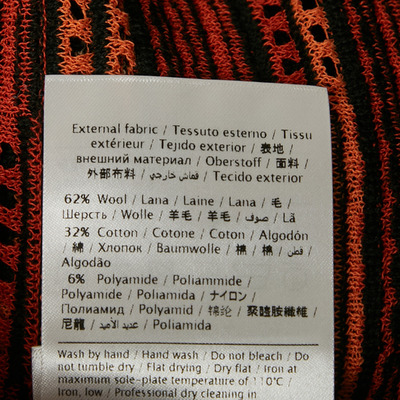 External fabric / Tessuto esterno / Tissu
extérieur / Tejido exterior / 表地 /
внешний материал / Oberstoff / 面料 /
外部布料 / قماش خارجي / Tecido exterior
62% Wool / Lana / Laine / Lana / 毛 /
Шерсть / Wolle / 羊毛 / 羊毛 / صوف / Lã
32% Cotton / Cotone / Coton / Algodón
/ 綿 / Хлопок / Baumwolle / 棉 / 棉 / قطن /
Algodão
6% Polyamide / Poliammide /
Polyamide / Poliamida / ナイロン /
Полиамид / Polyamid / 锦纶 / 聚醯胺纖維 /
尼龍 / عديد الأميد / Poliamida
Wash by hand / Hand wash / Do not bleach / Do
not tumble dry / Flat drying / Dry flat / Iron at
maximum sole-plate temperature of 110°C /
Iron, low / Professional dry cleaning in